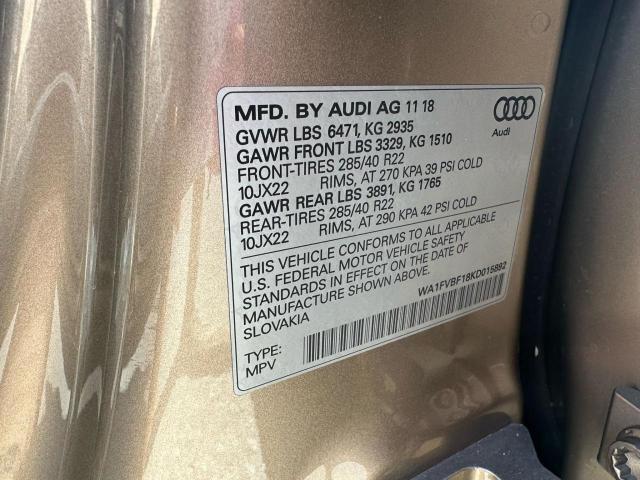 MFD. BY AUDI AG 11 18
GVWR LBS 6471, KG 2935
GAWR FRONT LBS 3329, KG 1510
FRONT-TIRES 285/40 R22
10JX22 RIMS, AT 270 KPA 39 PSI COLD
GAWR REAR LBS 3891, KG 1765
REAR-TIRES 285/40 R22
10JX22 RIMS, AT 290 KPA 42 PSI COLD
Audi
THIS VEHICLE CONFORMS TO ALL APPLICABLE
U.S. FEDERAL MOTOR VEHICLE SAFETY
STANDARDS IN EFFECT ON THE DATE OF
MANUFACTURE SHOWN ABOVE.
SLOVAKIA
WA1FVBF18KD015892
TYPE:
MPV